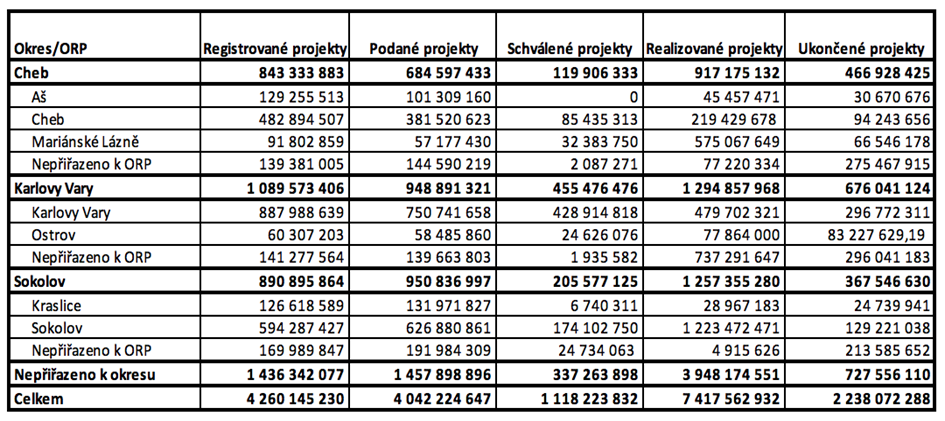 Okres/ORP Registrované projekty Podané projekty Schválené projekty Realizované projekty Ukončené projekty
Cheb 843 333 883 684 597 433 119 906 333 917 175 132 466 928 425
Aš 129 255 513 101 309 160 0 45 457 471 30 670 676
Cheb 482 894 507 381 520 623 85 435 313 219 429 678 94 243 656
Mariánské Lázně 91 802 859 57 177 430 32 383 750 575 067 649 66 546 178
Nepřiřazeno k ORP 139 381 005 144 590 219 2 087 271 77 220 334 275 467 915
Karlovy Vary 1 089 573 406 948 891 321 455 476 476 1 294 857 968 676 041 124
Karlovy Vary 887 988 639 750 741 658 428 914 818 479 702 321 296 772 311
Ostrov 60 307 203 58 485 860 24 626 076 77 864 000 83 227 629,19
Nepřiřazeno k ORP 141 277 564 139 663 803 1 935 582 737 291 647 296 041 183
Sokolov 890 895 864 950 836 997 205 577 125 1 257 355 280 367 546 630
Kraslice 126 618 589 131 971 827 6 740 311 28 967 183 24 739 941
Sokolov 594 287 427 626 880 861 174 102 750 1 223 472 471 129 221 038
Nepřiřazeno k ORP 169 989 847 191 984 309 24 734 063 4 915 626 213 585 652
Nepřiřazeno k okresu 1 436 342 077 1 457 898 896 337 263 898 3 948 174 551 727 556 110
Celkem 4 260 145 230 4 042 224 647 1 118 223 832 7 417 562 932 2 238 072 288